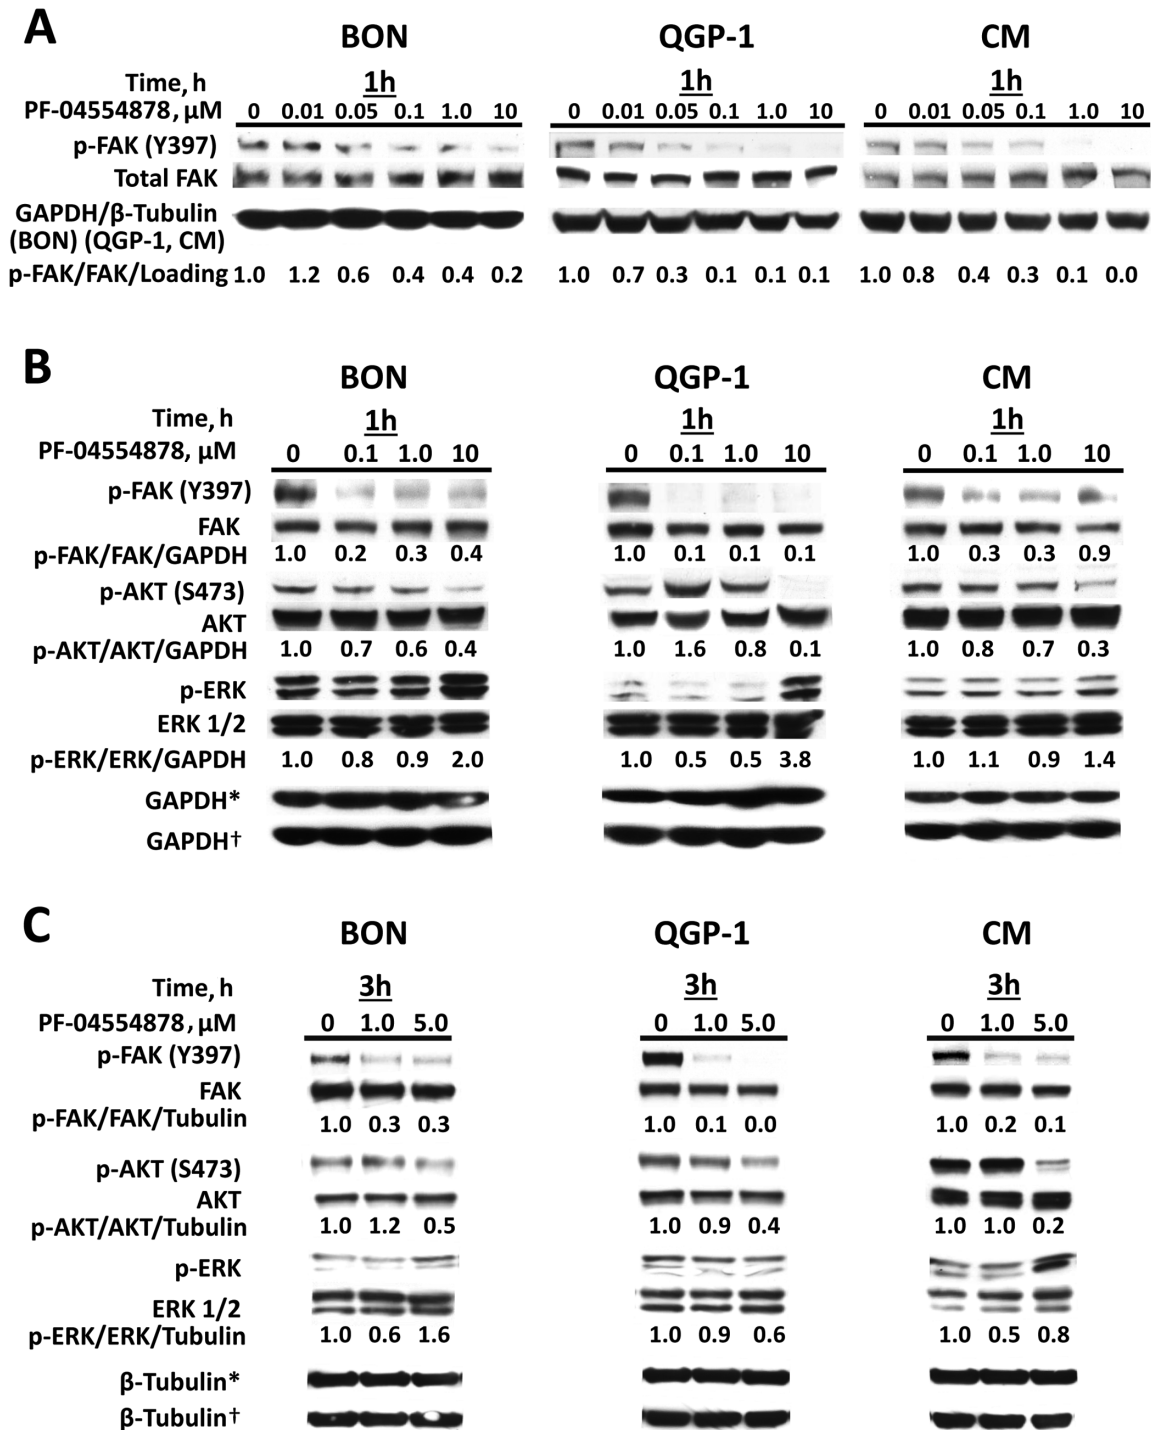 A
BON QGP-1 CM
Time, h 1h 1h 1h
PF-04554878, μM 0 0.01 0.05 0.1 1.0 10 0 0.01 0.05 0.1 1.0 10 0 0.01 0.05 0.1 1.0 10
p-FAK (Y397)
Total FAK
GAPDH/β-Tubulin
(BON) (QGP-1, CM)
p-FAK/FAK/Loading 1.0 1.2 0.6 0.4 0.4 0.2 1.0 0.7 0.3 0.1 0.1 0.1 1.0 0.8 0.4 0.3 0.1 0.0
B
BON QGP-1 CM
Time, h 1h 1h 1h
PF-04554878, μM 0 0.1 1.0 10 0 0.1 1.0 10 0 0.1 1.0 10
p-FAK (Y397)
FAK
p-FAK/FAK/GAPDH 1.0 0.2 0.3 0.4 1.0 0.1 0.1 0.1 1.0 0.3 0.3 0.9
p-AKT (S473)
AKT
p-AKT/AKT/GAPDH 1.0 0.7 0.6 0.4 1.0 1.6 0.8 0.1 1.0 0.8 0.7 0.3
p-ERK
ERK 1/2
p-ERK/ERK/GAPDH 1.0 0.8 0.9 2.0 1.0 0.5 0.5 3.8 1.0 1.1 0.9 1.4
GAPDH*
GAPDH†
C
BON QGP-1 CM
Time, h 3h 3h 3h
PF-04554878, μM 0 1.0 5.0 0 1.0 5.0 0 1.0 5.0
p-FAK (Y397)
FAK
p-FAK/FAK/Tubulin 1.0 0.3 0.3 1.0 0.1 0.0 1.0 0.2 0.1
p-AKT (S473)
AKT
p-AKT/AKT/Tubulin 1.0 1.2 0.5 1.0 0.9 0.4 1.0 1.0 0.2
p-ERK
ERK 1/2
p-ERK/ERK/Tubulin 1.0 0.6 1.6 1.0 0.9 0.6 1.0 0.5 0.8
β-Tubulin*
β-Tubulin†